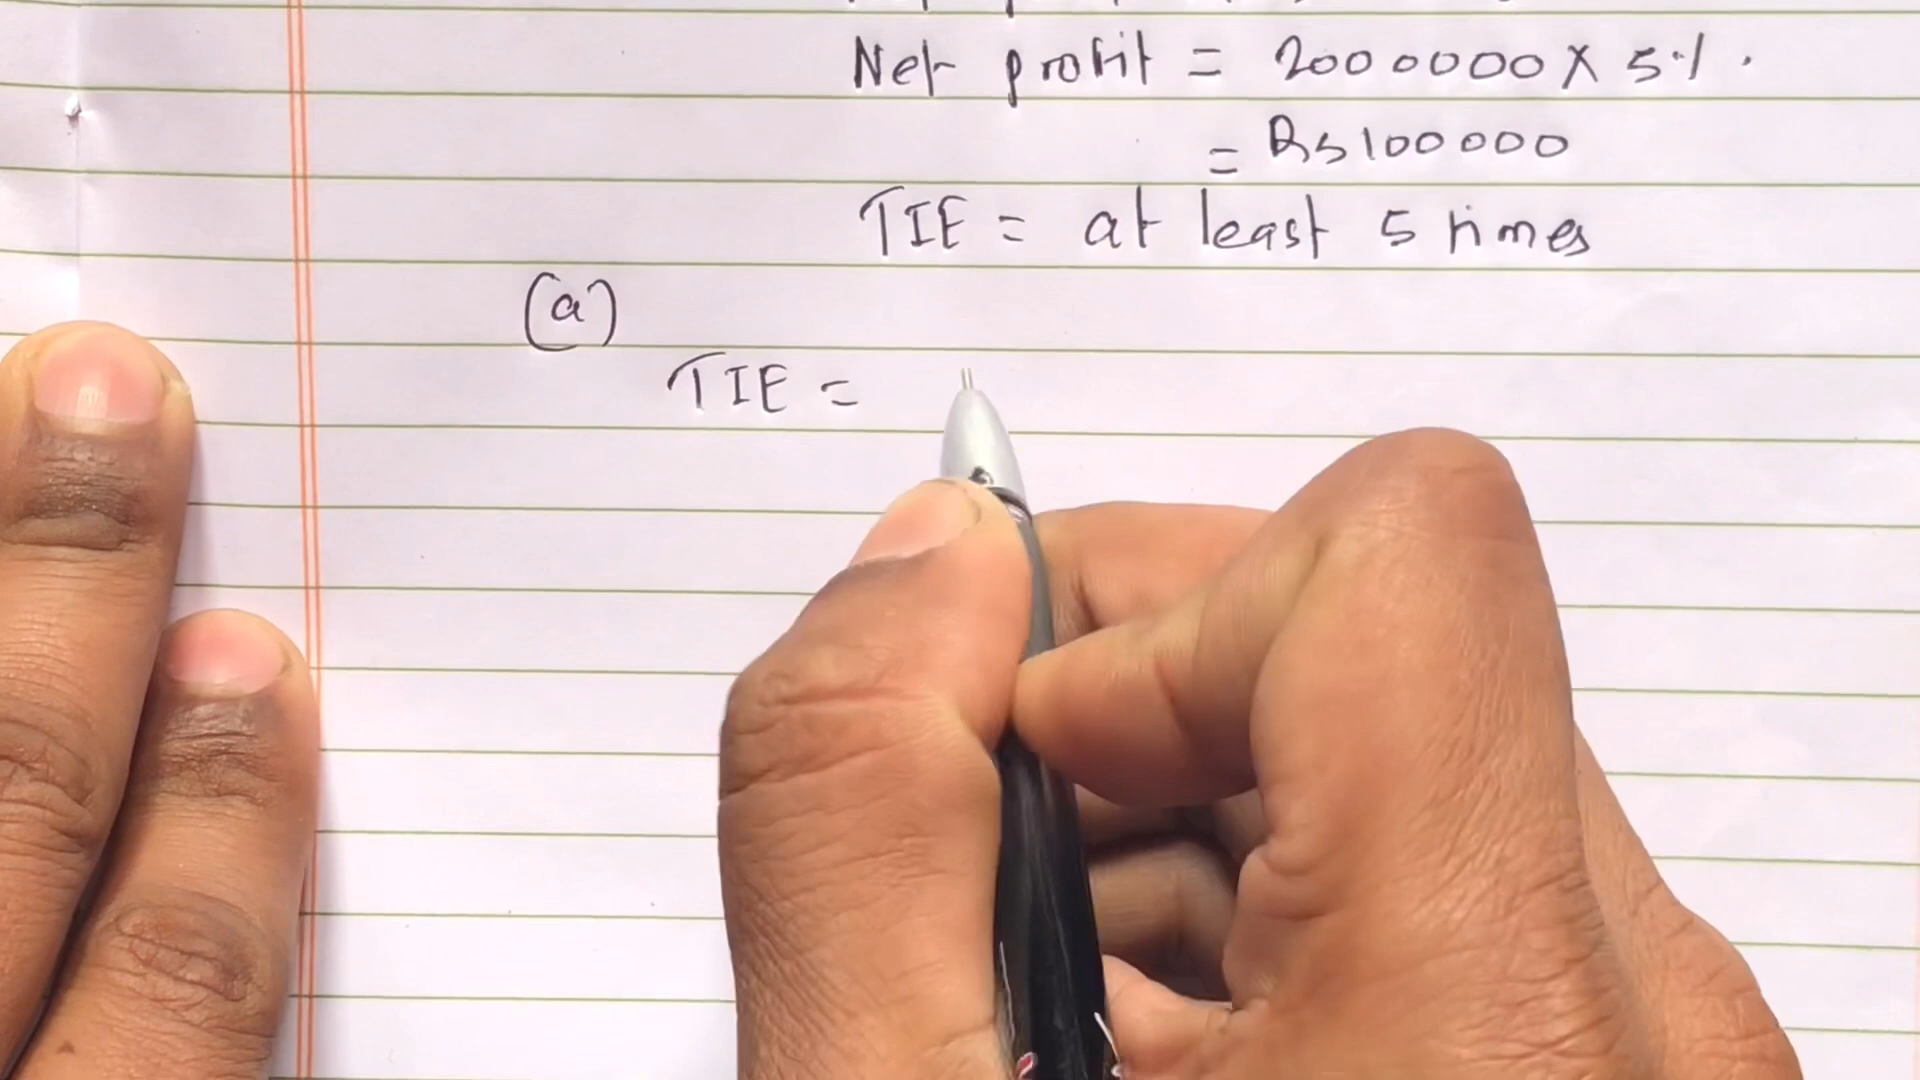 Net profit = 2000000 X 5%.
= Rs100000
TIE = at least 5 times
(a)
TIE =